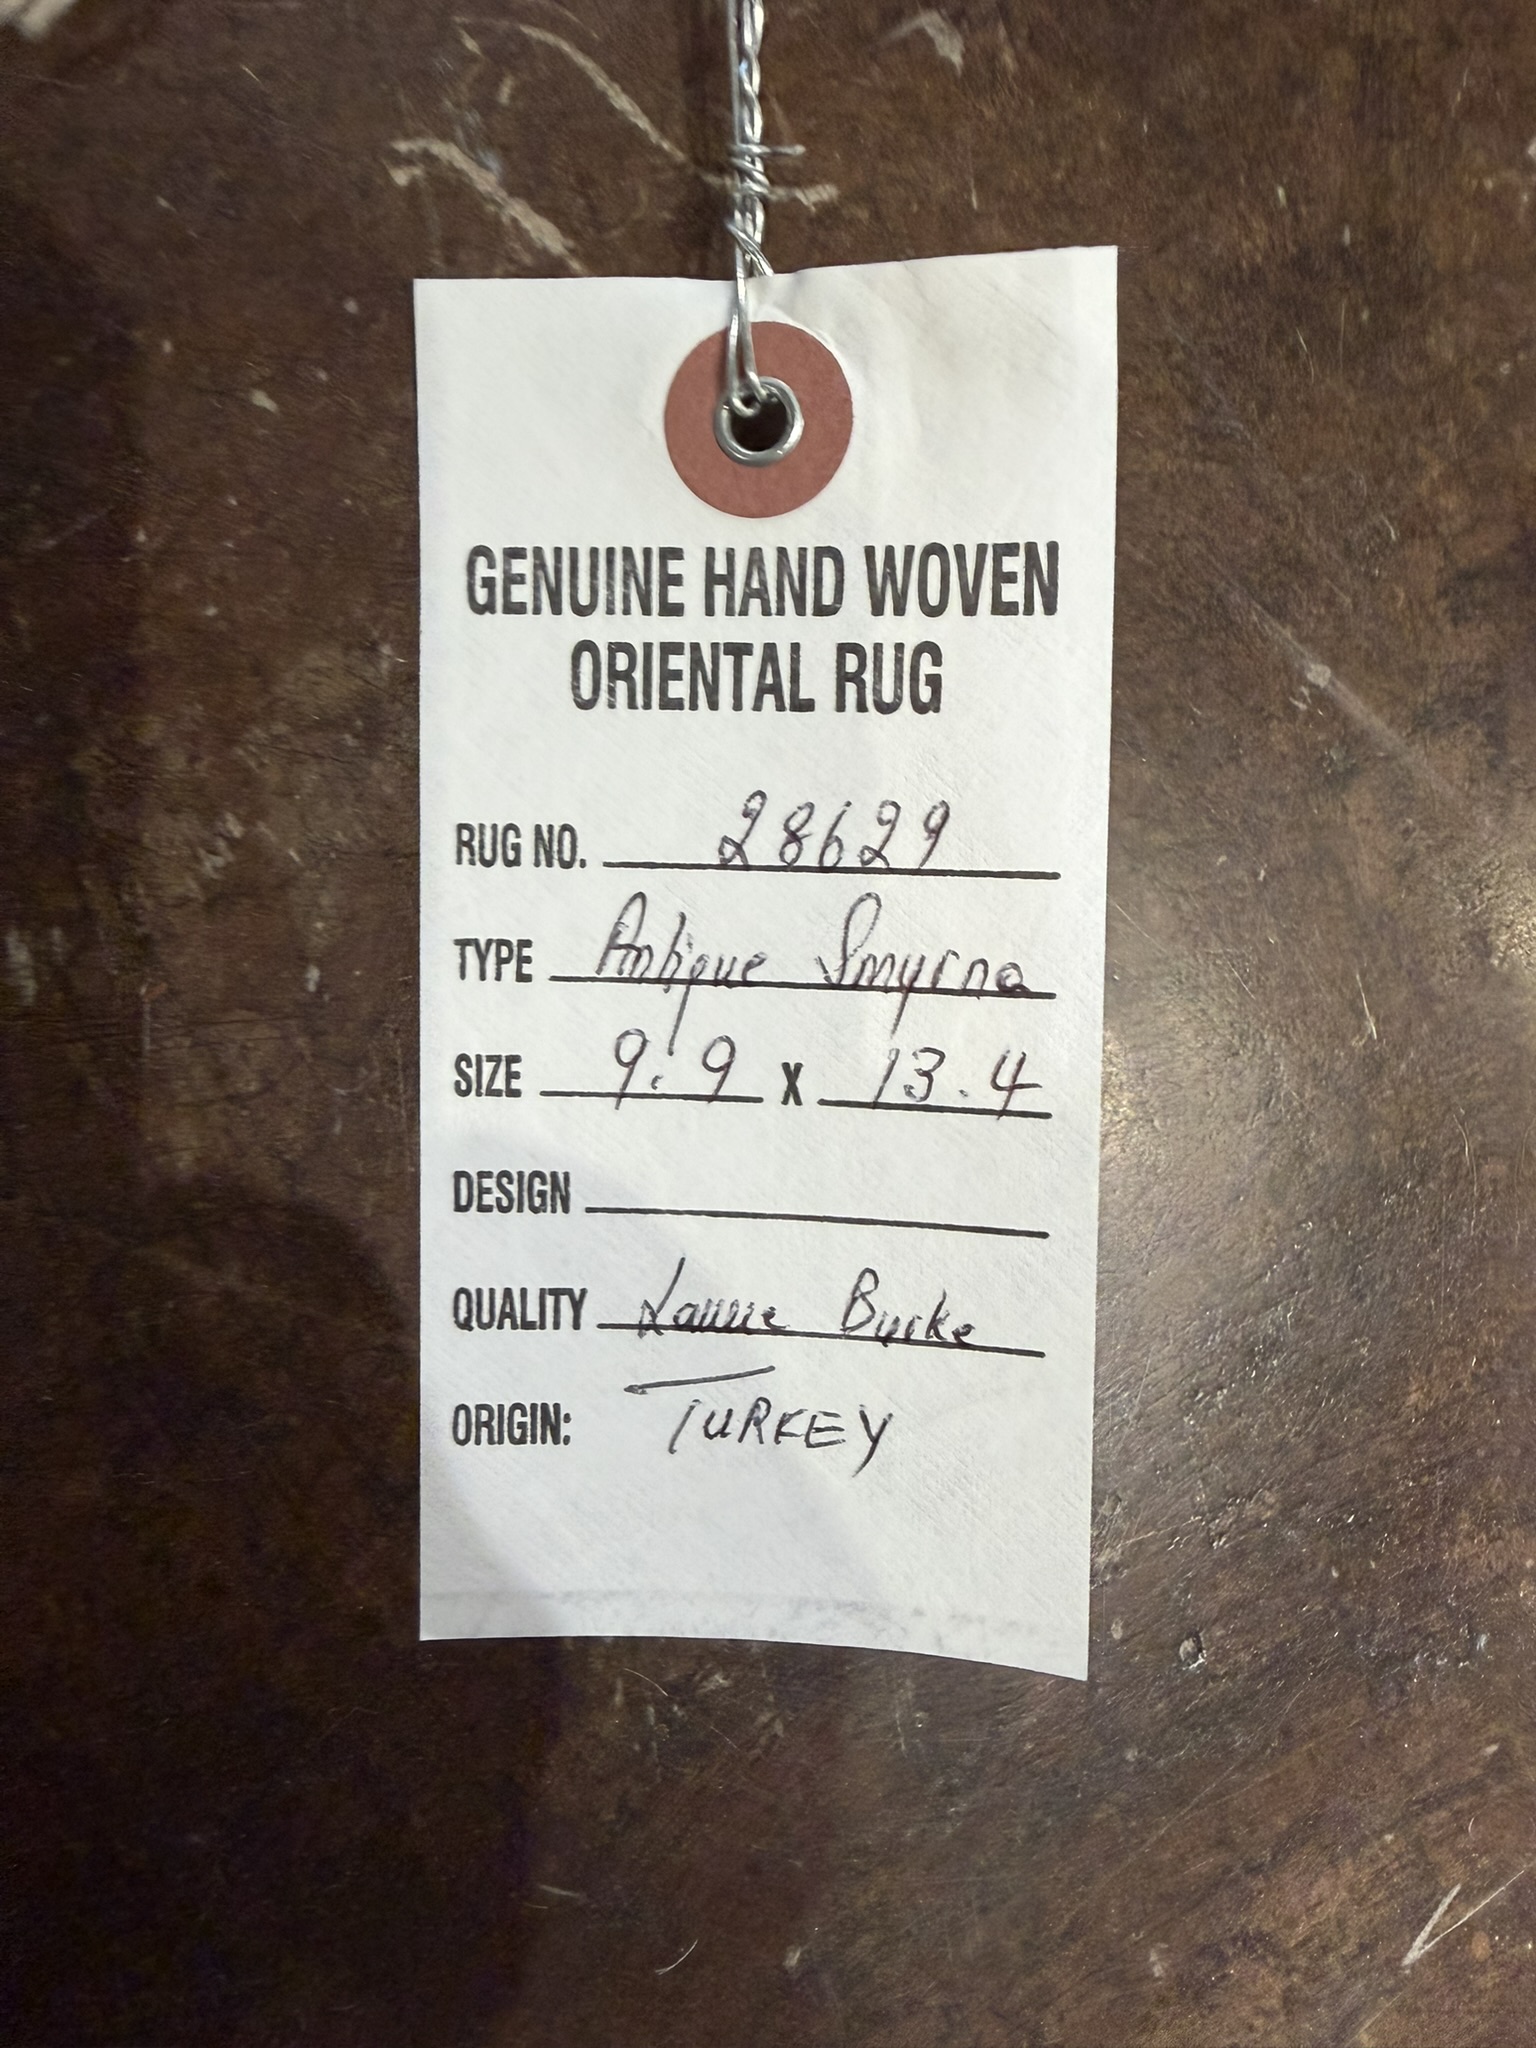 GENUINE HAND WOVEN
ORIENTAL RUG
RUG NO. 28629
TYPE Antique Smyrna
SIZE 9.9 X 13.4
DESIGN
QUALITY Burke
ORIGIN: TURKEY